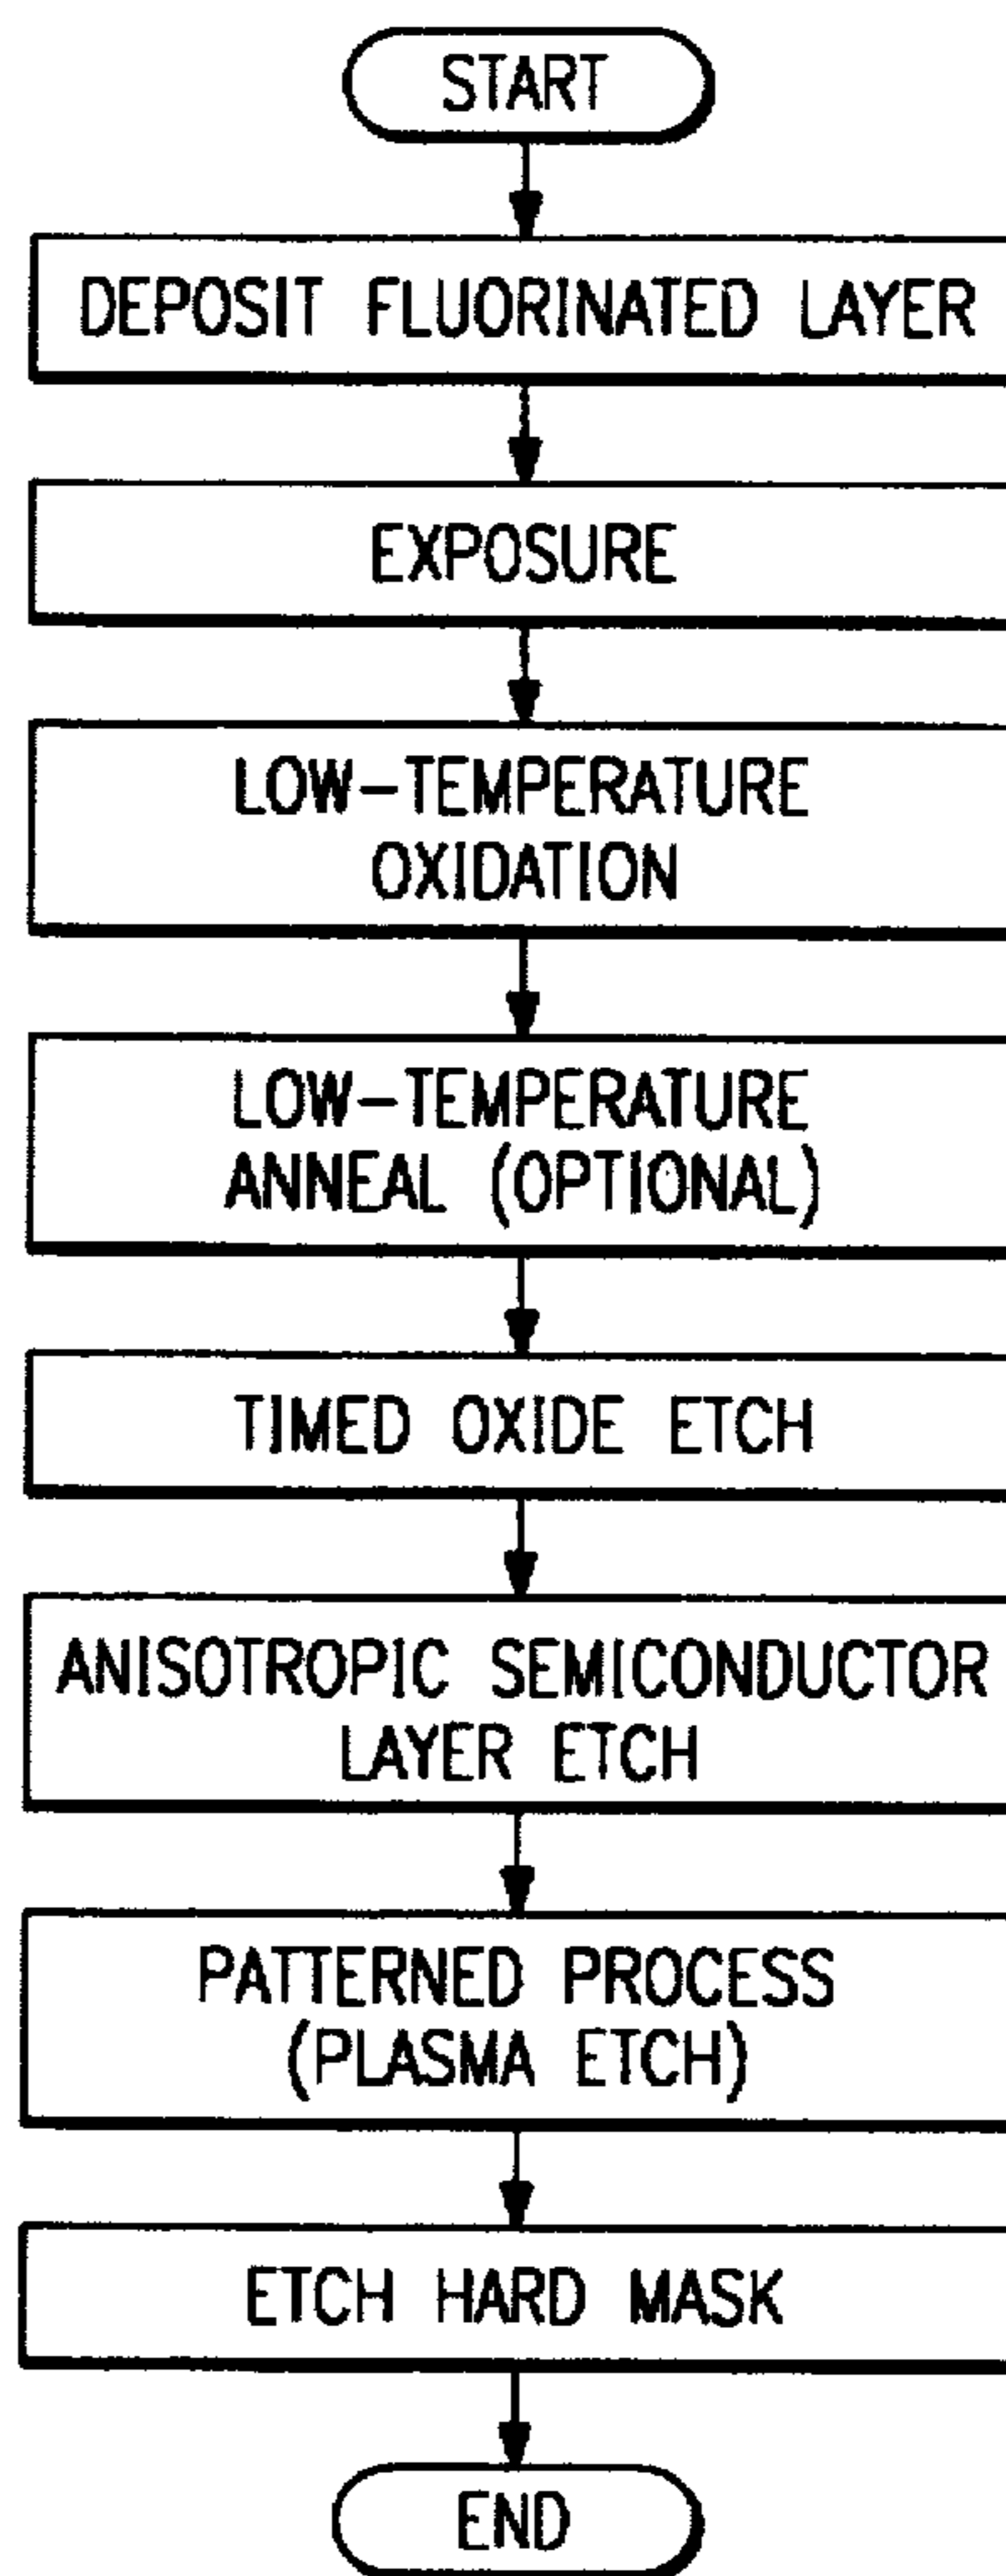 START
DEPOSIT FLUORINATED LAYER
EXPOSURE
LOW-TEMPERATURE
OXIDATION
LOW-TEMPERATURE
ANNEAL (OPTIONAL)
TIMED OXIDE ETCH
ANISOTROPIC SEMICONDUCTOR
LAYER ETCH
PATTERNED PROCESS
(PLASMA ETCH)
ETCH HARD MASK
END